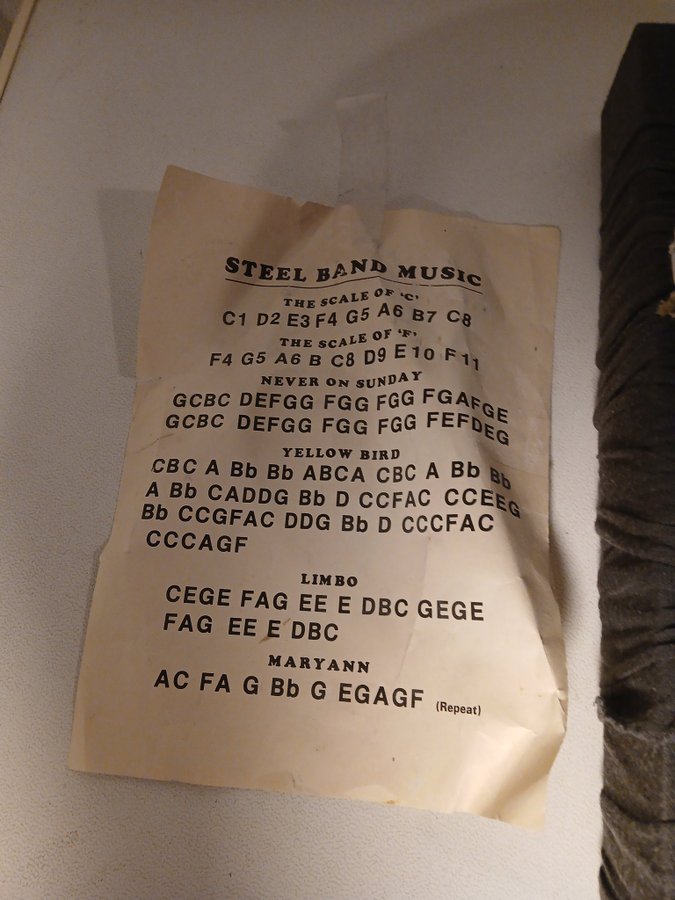 STEEL BAND MUSIC
THE SCALE OF 'C'
C1 D2 E3 F4 G5 A6 B7 C8
THE SCALE OF 'F'
F4 G5 A6 B C8 D9 E10 F11
NEVER ON SUNDAY
GCBC DEFGG FGG FGG FGAFGE
GCBC DEFGG FGG FGG FEFDEG
YELLOW BIRD
CBC A Bb Bb ABCA CBC A Bb Bb
A Bb CADDG Bb D CCFAC CCEEG
Bb CCGFAC DDG Bb D CCCFAC
CCCAGF
LIMBO
CEGE FAG EE E DBC GEGE
FAG EE E DBC
MARYANN
AC FA G Bb G EGAGF (Repeat)